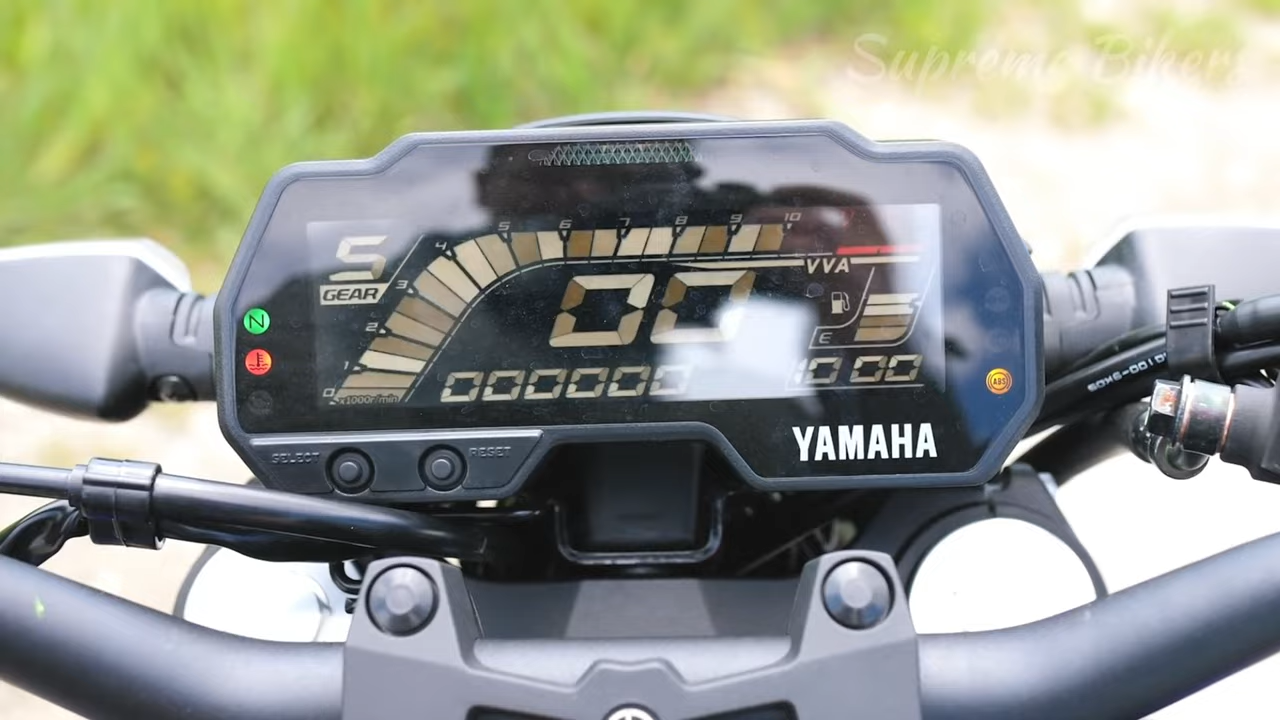 Supreme Bikers
4 5 6 7 8 9 10
S
GEAR
VVA
3
00
N
2
E
1
000000
10 00
0
x1000r/min
ABS
YAMAHA
SELECT
RESET